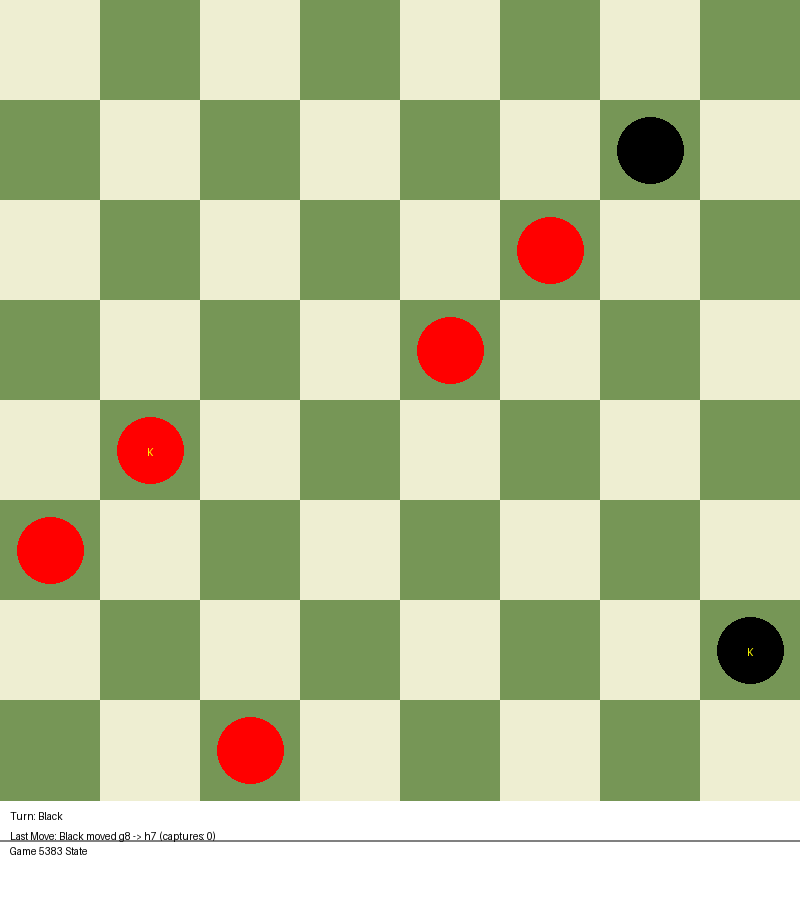 K
K
Turn: Black
Last Move: Black moved g8 -> h7 (captures: 0)
Game 5383 State